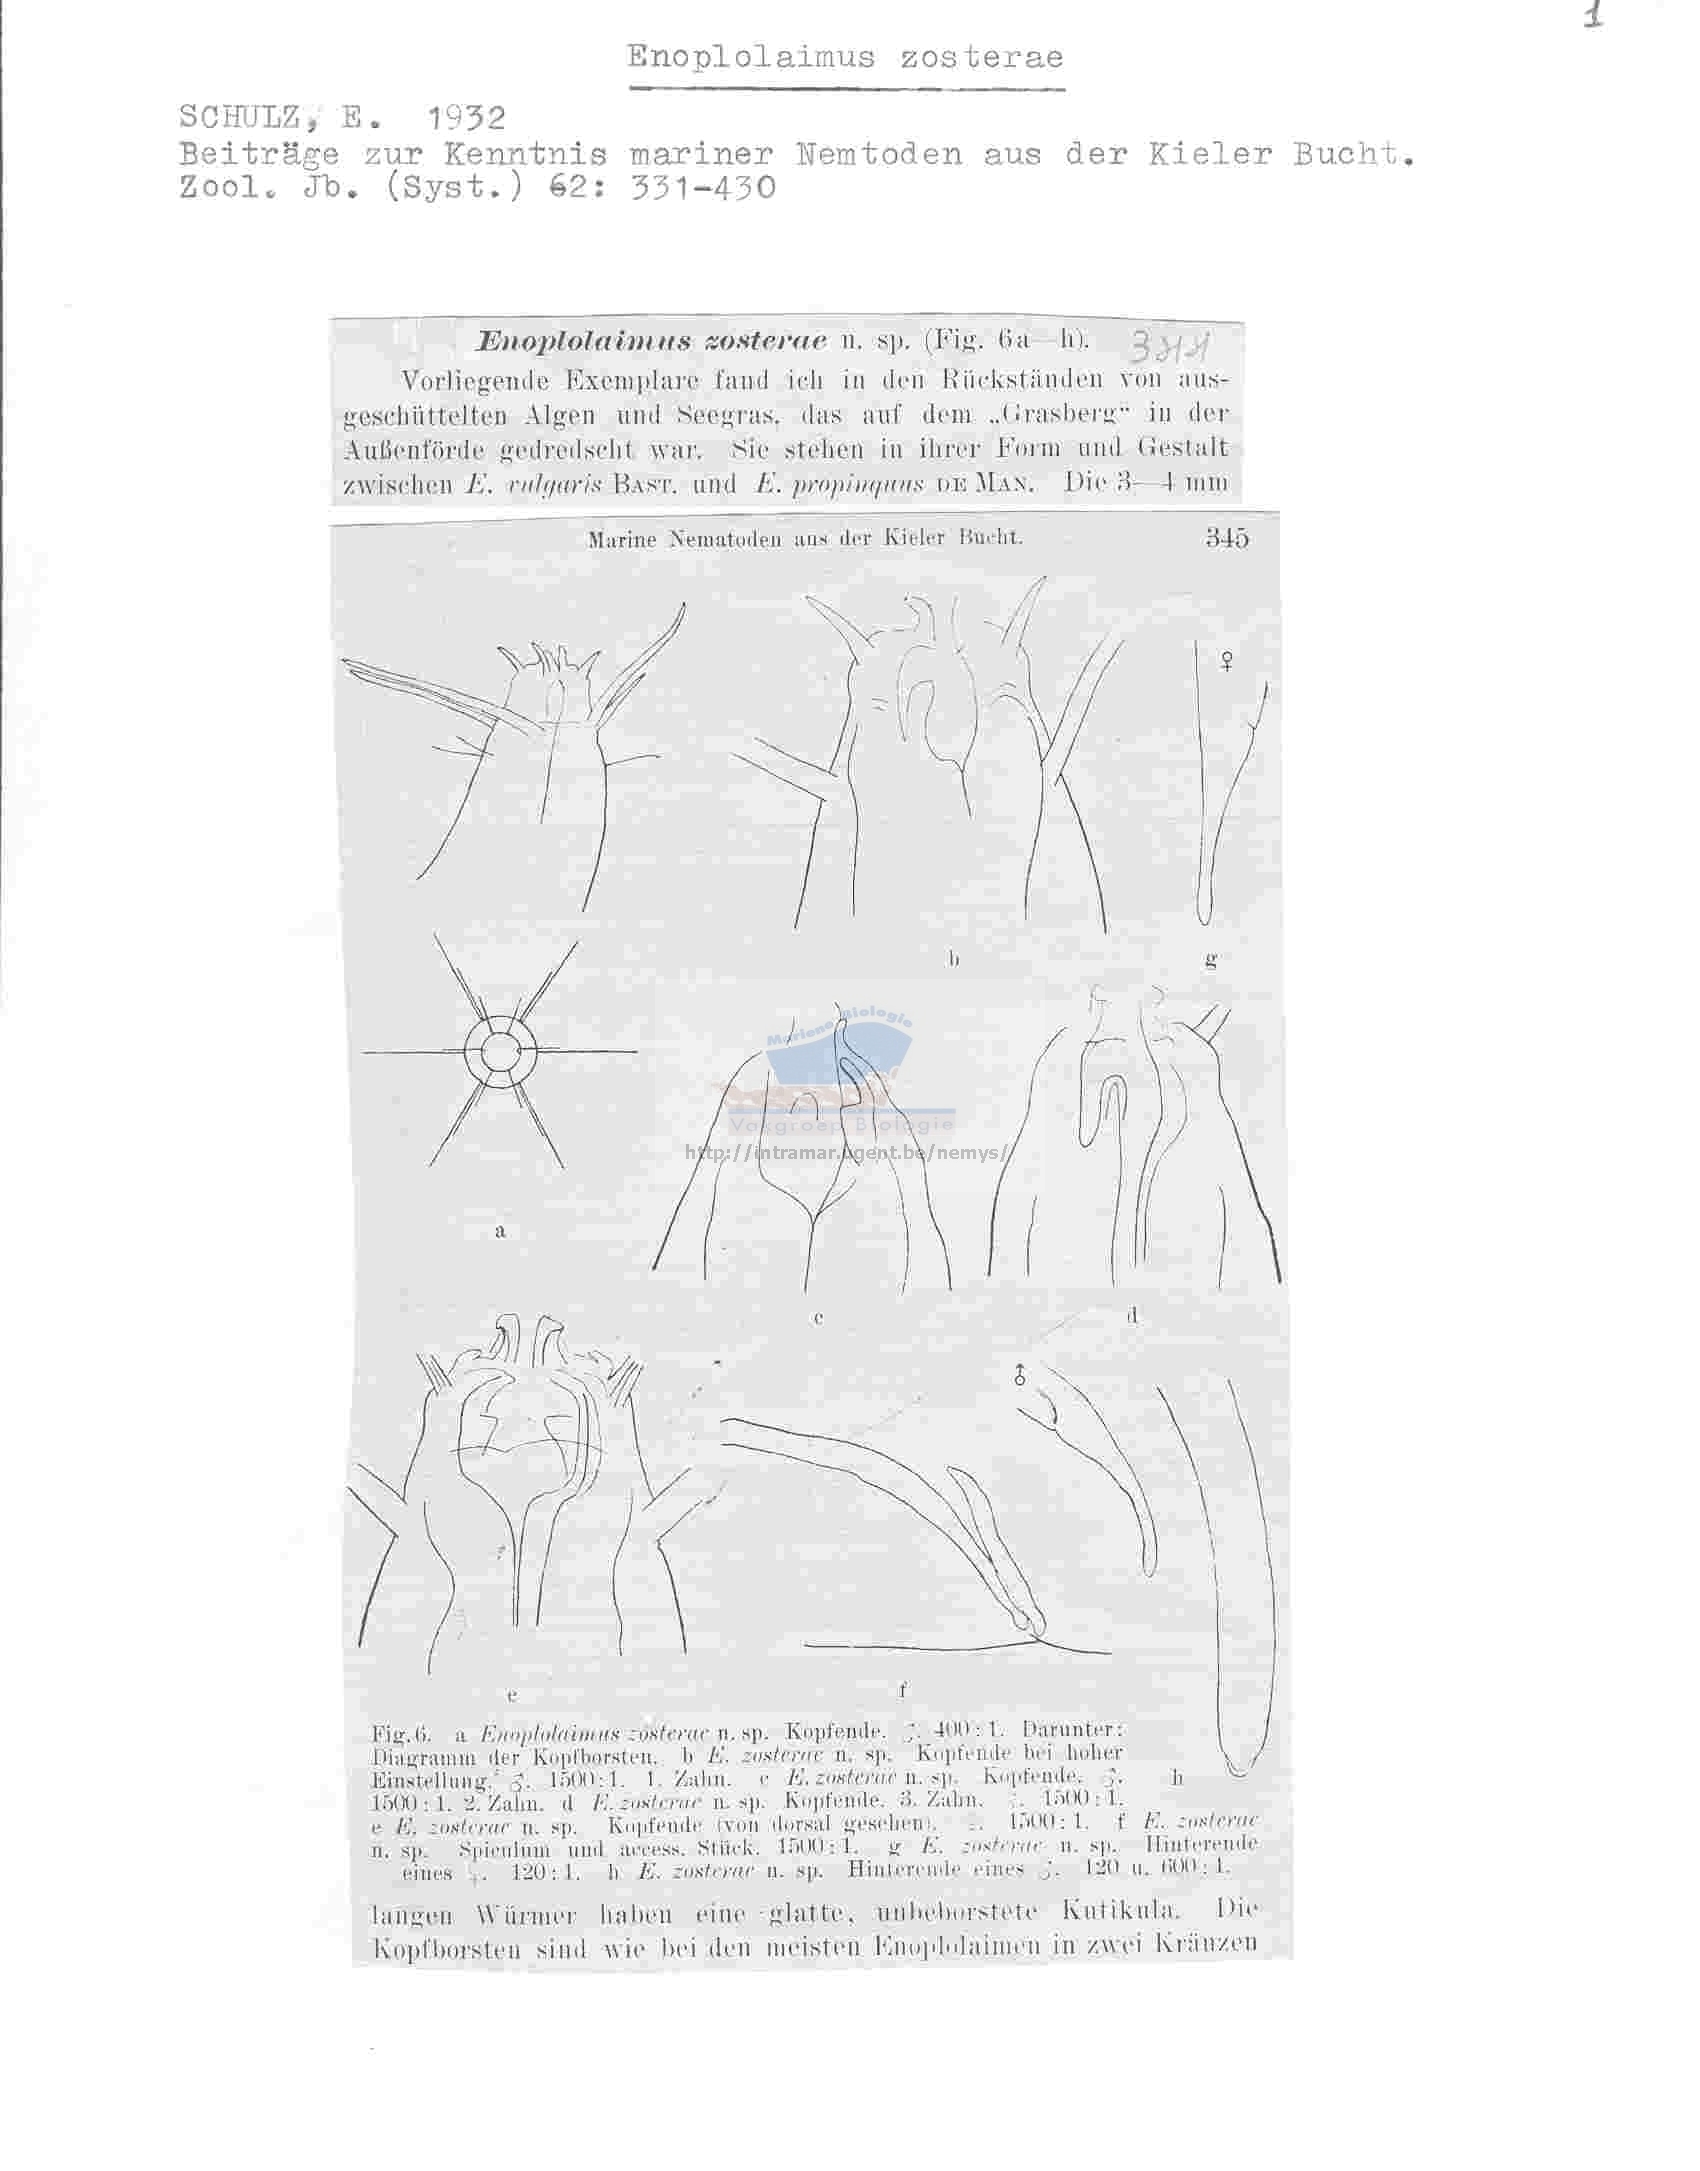 1
Enoplolaimus zosterae
SCHULZ, E. 1932
Beiträge zur Kenntnis mariner Nemtoden aus der Kieler Bucht.
Zool. Jb. (Syst.) 62: 331-430
Enoplolaimus zosterae n. sp. (Fig. 6a—h).
Vorliegende Exemplare fand ich in den Rückständen von aus-
geschüttelten Algen und Seegras, das auf dem „Grasberg“ in der
Außenförde gedredscht war. Sie stehen in ihrer Form und Gestalt
zwischen E. vulgaris BAST. und E. propinquus DE MAN. Die 3—4 mm
Marine Nematoden aus der Kieler Bucht. 345
♀
b
g
Mariene Biologie
Vakgroep Biologie
http://intramar.ugent.be/nemys/
a
c
d
♂
e
f
h
Fig. 6. a Enoplolaimus zosterae n. sp. Kopfende. 400:1. Darunter:
Diagramm der Kopfborsten. b E. zosterae n. sp. Kopfende bei hoher
Einstellung. ♂. 1500:1. 1. Zahn. c E. zosterae n. sp. Kopfende. ♂.
1500:1. 2. Zahn. d E. zosterae n. sp. Kopfende. 3. Zahn. 1500:1.
e E. zosterae n. sp. Kopfende (von dorsal gesehen). 1500:1. f E. zosterae
n. sp. Spiculum und access. Stück. 1500:1. g E. zosterae n. sp. Hinterende
eines 120:1. h E. zosterae n. sp. Hinterende eines 120 u. 600:1.
langen Würmer haben eine glatte, unbeborstete Kutikula. Die
Kopfborsten sind wie bei den meisten Enoplolaimen in zwei Kränzen